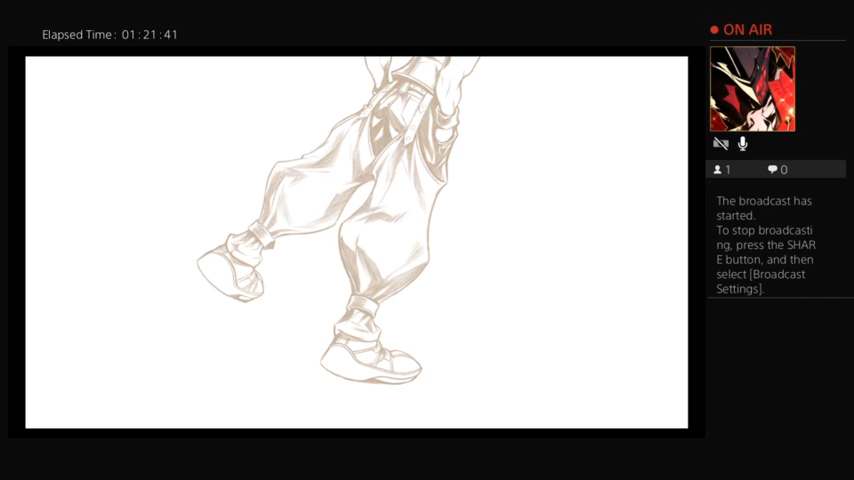 Elapsed Time: 01:21:41
ON AIR
1 0
The broadcast has
started.
To stop broadcasti
ng, press the SHAR
E button, and then
select [Broadcast
Settings].